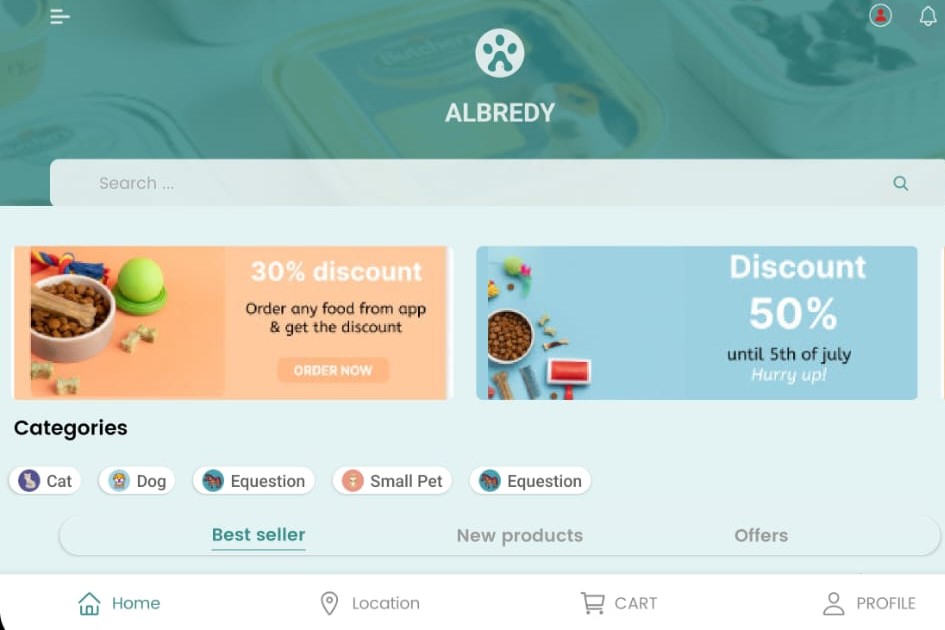 Butcher's
ALBREDY
Search ...
30% discount
Order any food from app
& get the discount
ORDER NOW
Discount
50%
until 5th of july
Hurry up!
Categories
Cat
Dog
Equestion
Small Pet
Equestion
Best seller
New products
Offers
Home
Location
CART
PROFILE